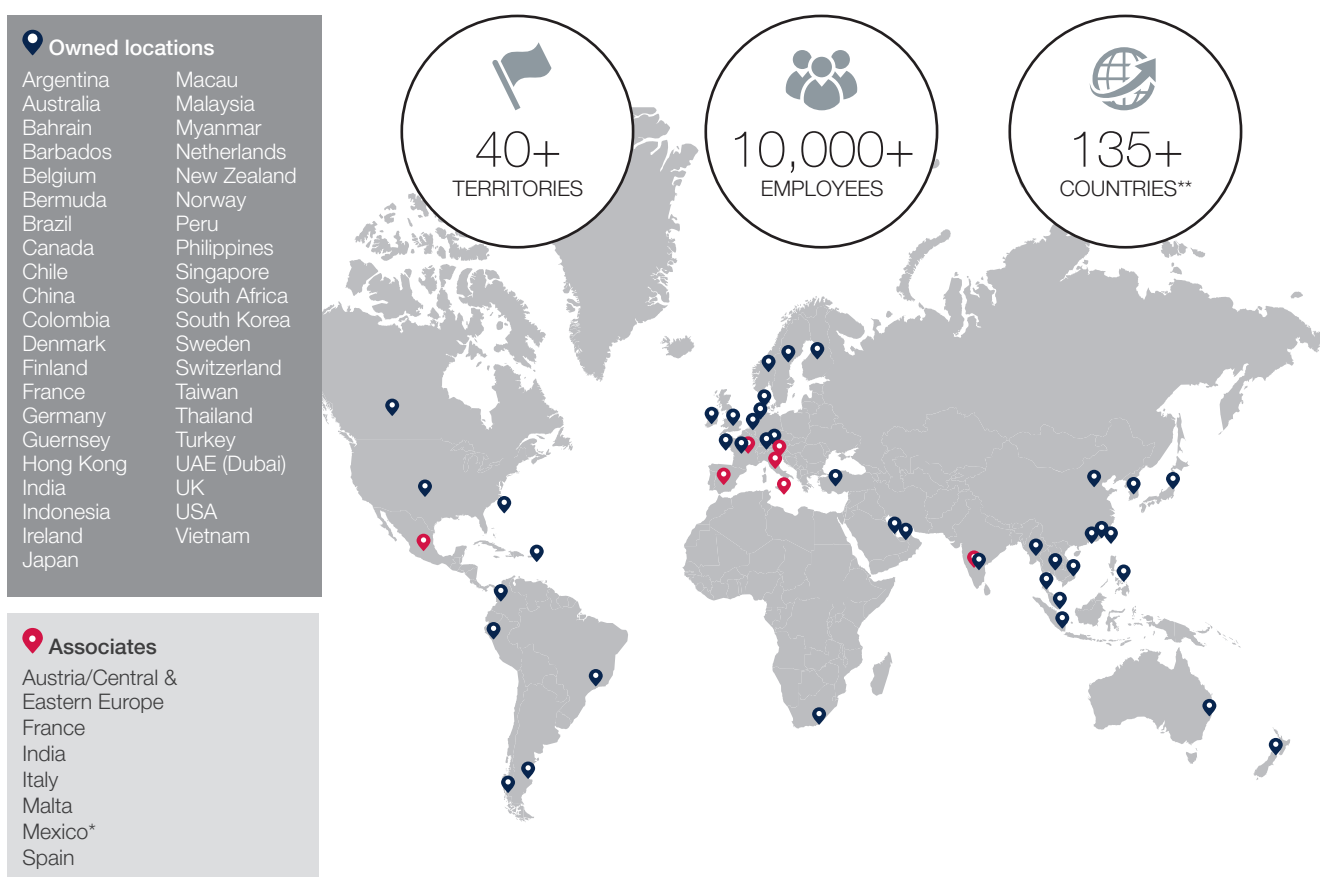 Owned locations
Argentina
Australia
Bahrain
Barbados
Belgium
Bermuda
Brazil
Canada
Chile
China
Colombia
Denmark
Finland
France
Germany
Guernsey
Hong Kong
India
Indonesia
Ireland
Japan
Macau
Malaysia
Myanmar
Netherlands
New Zealand
Norway
Peru
Philippines
Singapore
South Africa
South Korea
Sweden
Switzerland
Taiwan
Thailand
Turkey
UAE (Dubai)
UK
USA
Vietnam
Associates
Austria/Central &
Eastern Europe
France
India
Italy
Malta
Mexico*
Spain
40+
TERRITORIES
10,000+
EMPLOYEES
135+
COUNTRIES**